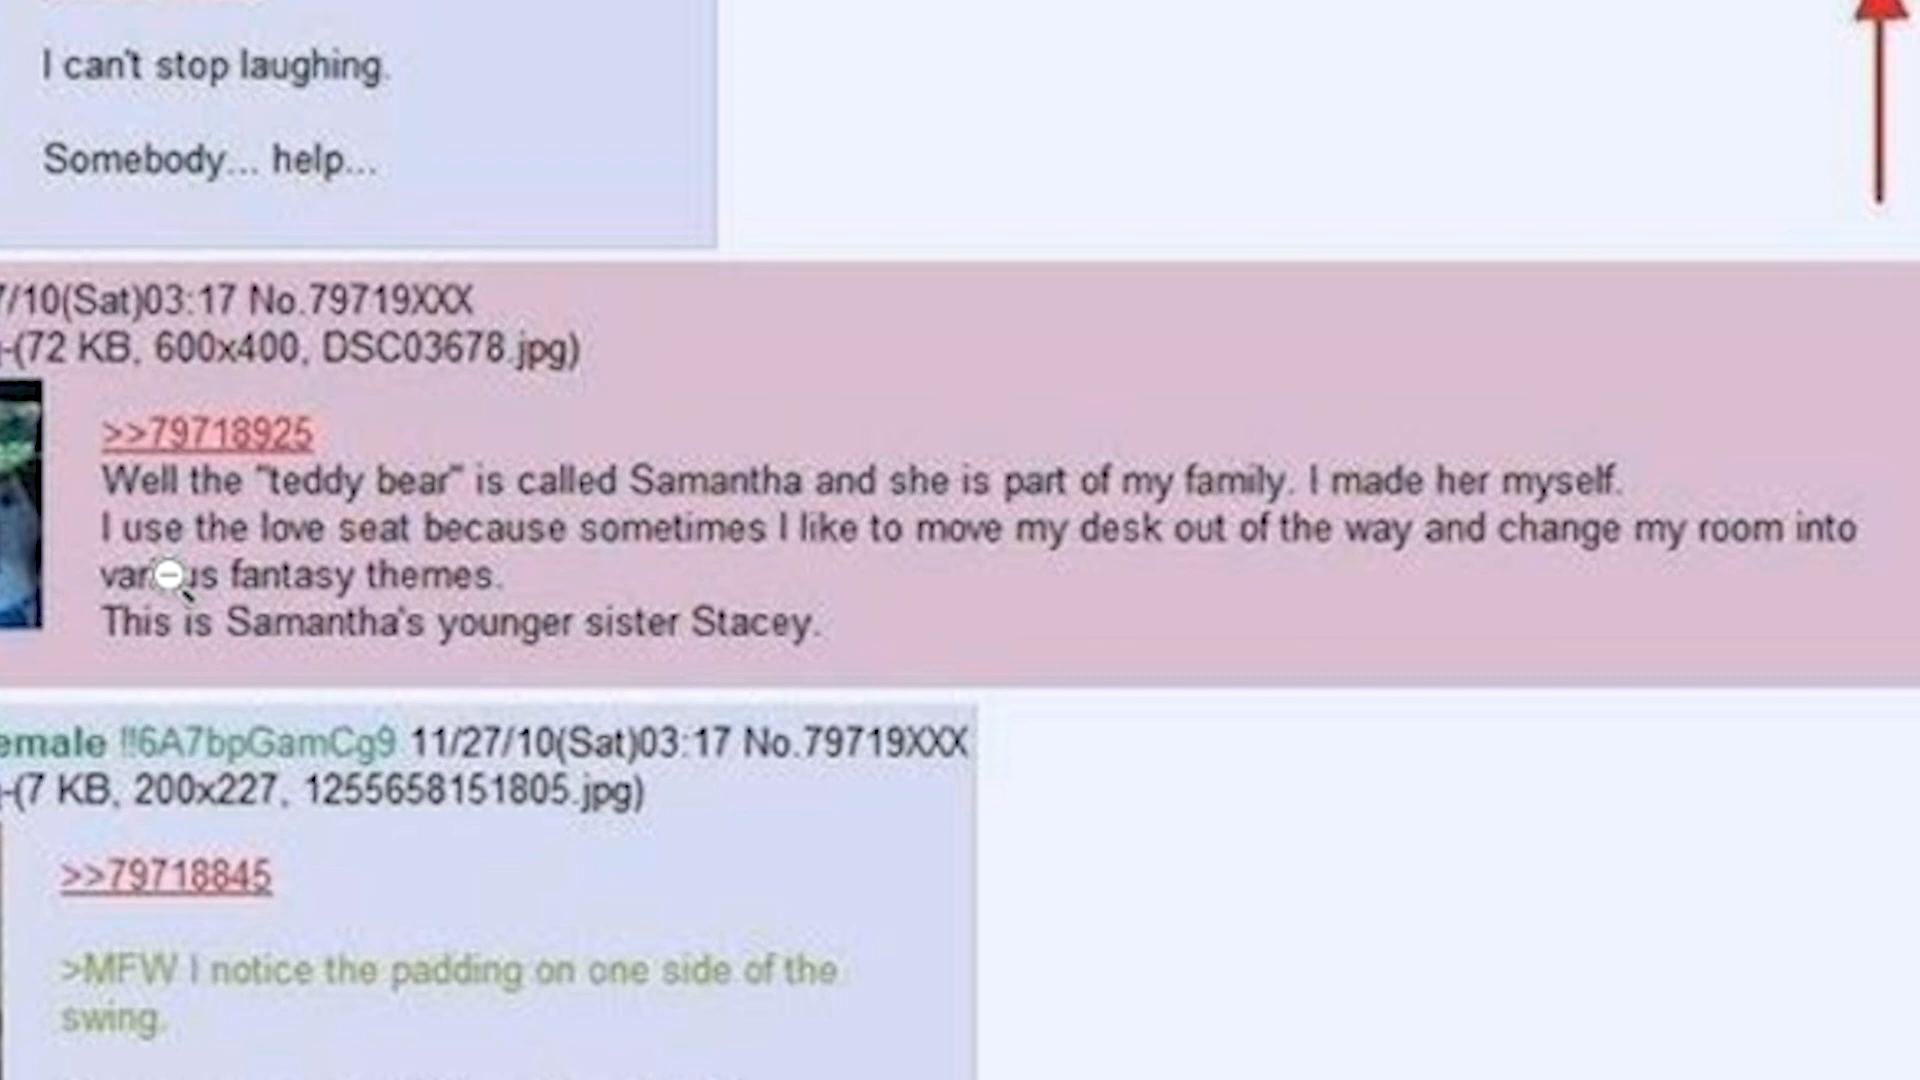 I can't stop laughing.
Somebody... help...
7/10(Sat)03:17 No.79719XXX
-(72 KB, 600x400, DSC03678.jpg)
>>79718925
Well the "teddy bear" is called Samantha and she is part of my family. I made her myself.
I use the love seat because sometimes I like to move my desk out of the way and change my room into
various fantasy themes.
This is Samantha's younger sister Stacey.
emale !!6A7bpGamCg9 11/27/10(Sat)03:17 No.79719XXX
-(7 KB, 200x227, 1255658151805.jpg)
>>79718845
>MFW I notice the padding on one side of the
swing.